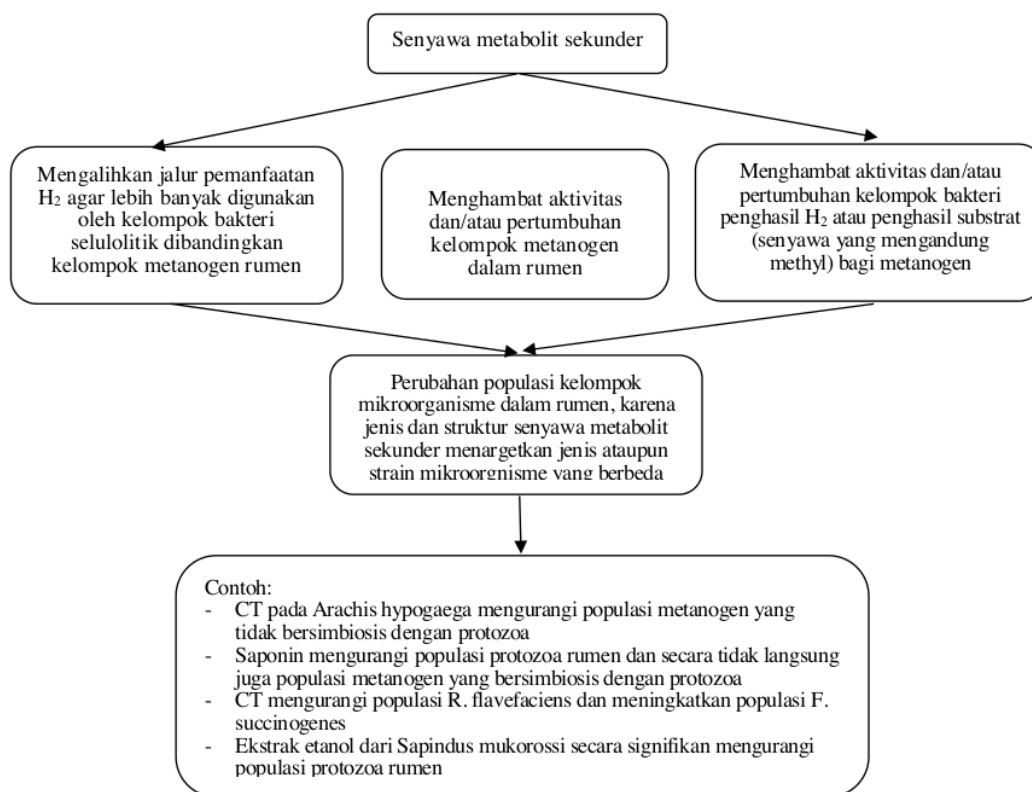 Senyawa metabolit sekunder
Mengalihkan jalur pemanfaatan
H₂ agar lebih banyak digunakan
oleh kelompok bakteri
selulolitik dibandingkan
kelompok metanogen rumen
Menghambat aktivitas
dan/atau pertumbuhan
kelompok metanogen
dalam rumen
Menghambat aktivitas dan/atau
pertumbuhan kelompok bakteri
penghasil H₂ atau penghasil substrat
(senyawa yang mengandung
methyl) bagi metanogen
Perubahan populasi kelompok
mikroorganisme dalam rumen, karena
jenis dan struktur senyawa metabolit
sekunder menargetkan jenis ataupun
strain mikroorgnisme yang berbeda
Contoh:
- CT pada Arachis hypogaega mengurangi populasi metanogen yang
tidak bersimbiosis dengan protozoa
- Saponin mengurangi populasi protozoa rumen dan secara tidak langsung
juga populasi metanogen yang bersimbiosis dengan protozoa
- CT mengurangi populasi R. flavefaciens dan meningkatkan populasi F.
succinogenes
- Ekstrak etanol dari Sapindus mukorossi secara signifikan mengurangi
populasi protozoa rumen